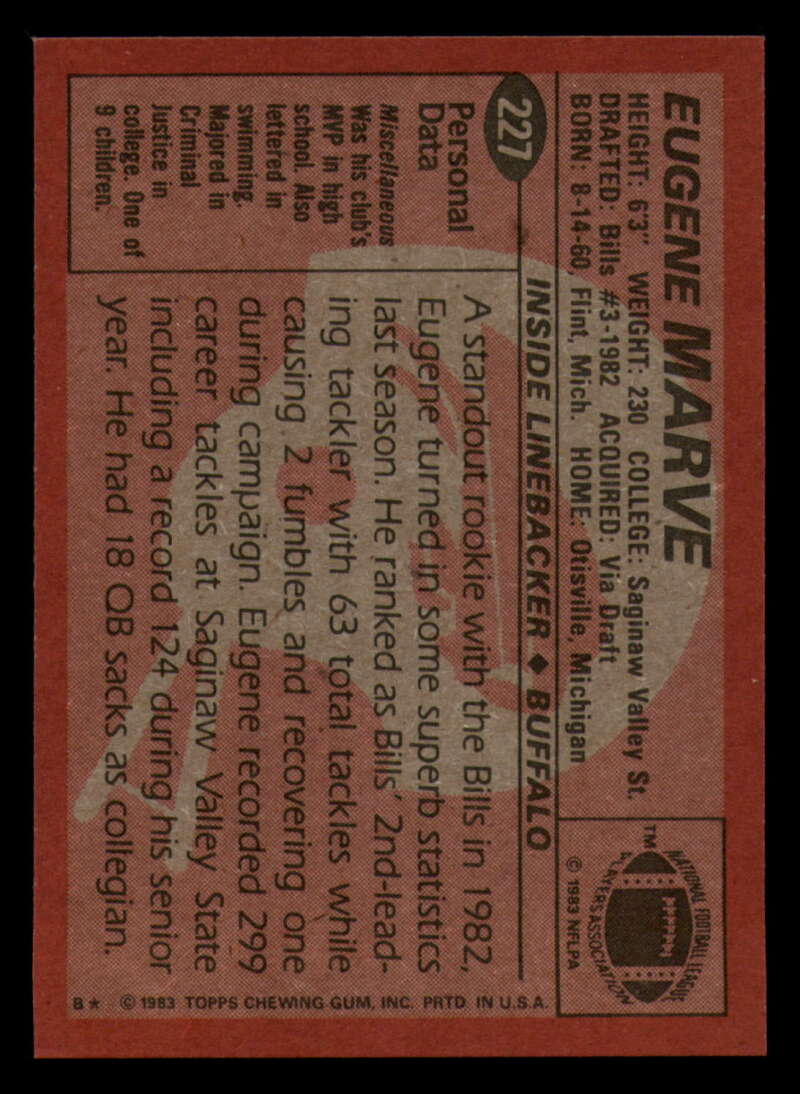 EUGENE MARVE
HEIGHT: 6'3" WEIGHT: 230 COLLEGE: Saginaw Valley St.
DRAFTED: Bills #3-1982 ACQUIRED: Via Draft
BORN: 8-14-60, Flint, Mich. HOME: Otisville, Michigan
TM
NATIONAL FOOTBALL LEAGUE
PLAYERS ASSOCIATION
© 1983 NFLPA
227
INSIDE LINEBACKER ◆ BUFFALO
Personal
Data
Miscellaneous
Was his club's
MVP in high
school. Also
lettered in
swimming.
Majored in
Criminal
Justice in
college. One of
9 children.
A standout rookie with the Bills in 1982,
Eugene turned in some superb statistics
last season. He ranked as Bills' 2nd-lead-
ing tackler with 63 total tackles while
causing 2 fumbles and recovering one
during campaign. Eugene recorded 299
career tackles at Saginaw Valley State
including a record 124 during his senior
year. He had 18 QB sacks as collegian.
B* © 1983 TOPPS CHEWING GUM, INC. PRTD. IN U.S.A.